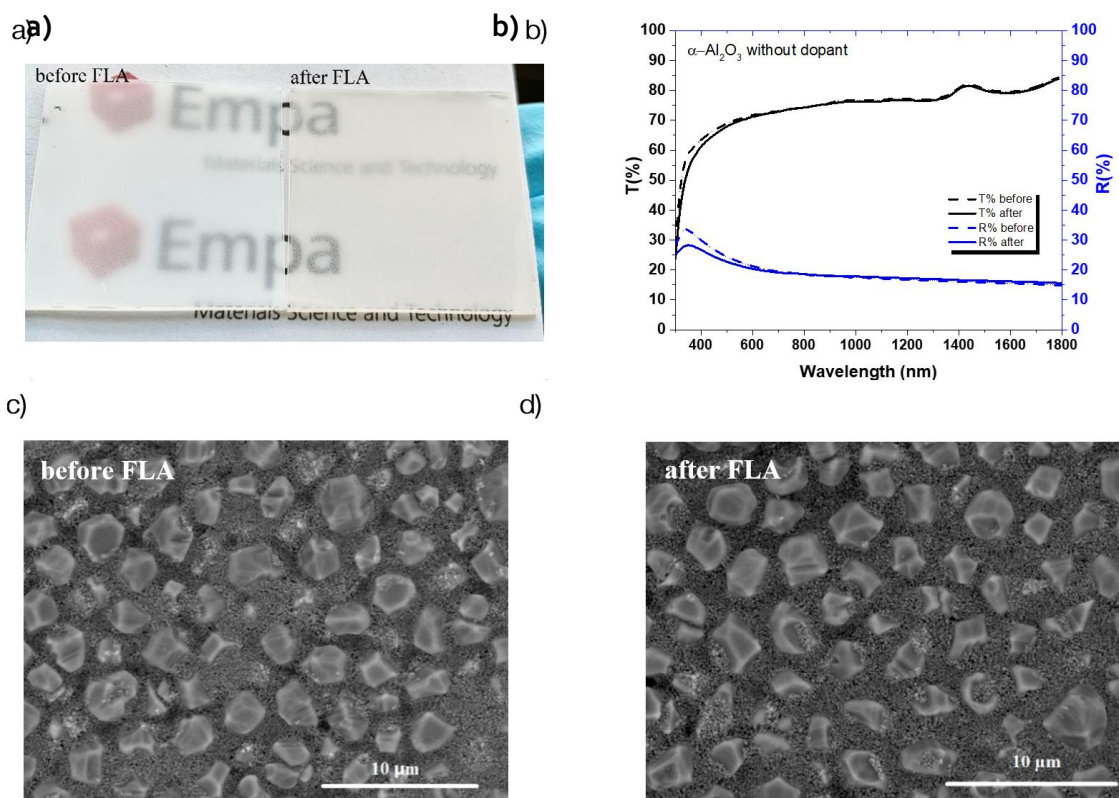 a)
a)
b)
b)
before FLA
after FLA
Empa
Materials Science and Technology
Empa
Materials Science and Technology
α–Al₂O₃ without dopant
100
90
80
70
60
50
40
30
20
10
0
T(%)
100
90
80
70
60
50
40
30
20
10
0
R(%)
T% before
T% after
R% before
R% after
400 600 800 1000 1200 1400 1600 1800
Wavelength (nm)
c)
d)
before FLA
10 µm
after FLA
10 µm